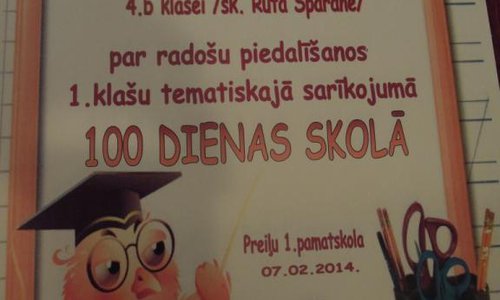 4.b klasei /sk. Ruta Sparāne/
par radošu piedalīšanos
1.klašu tematiskajā sarīkojumā
100 DIENAS SKOLĀ
Preiļu 1.pamatskola
07.02.2014.